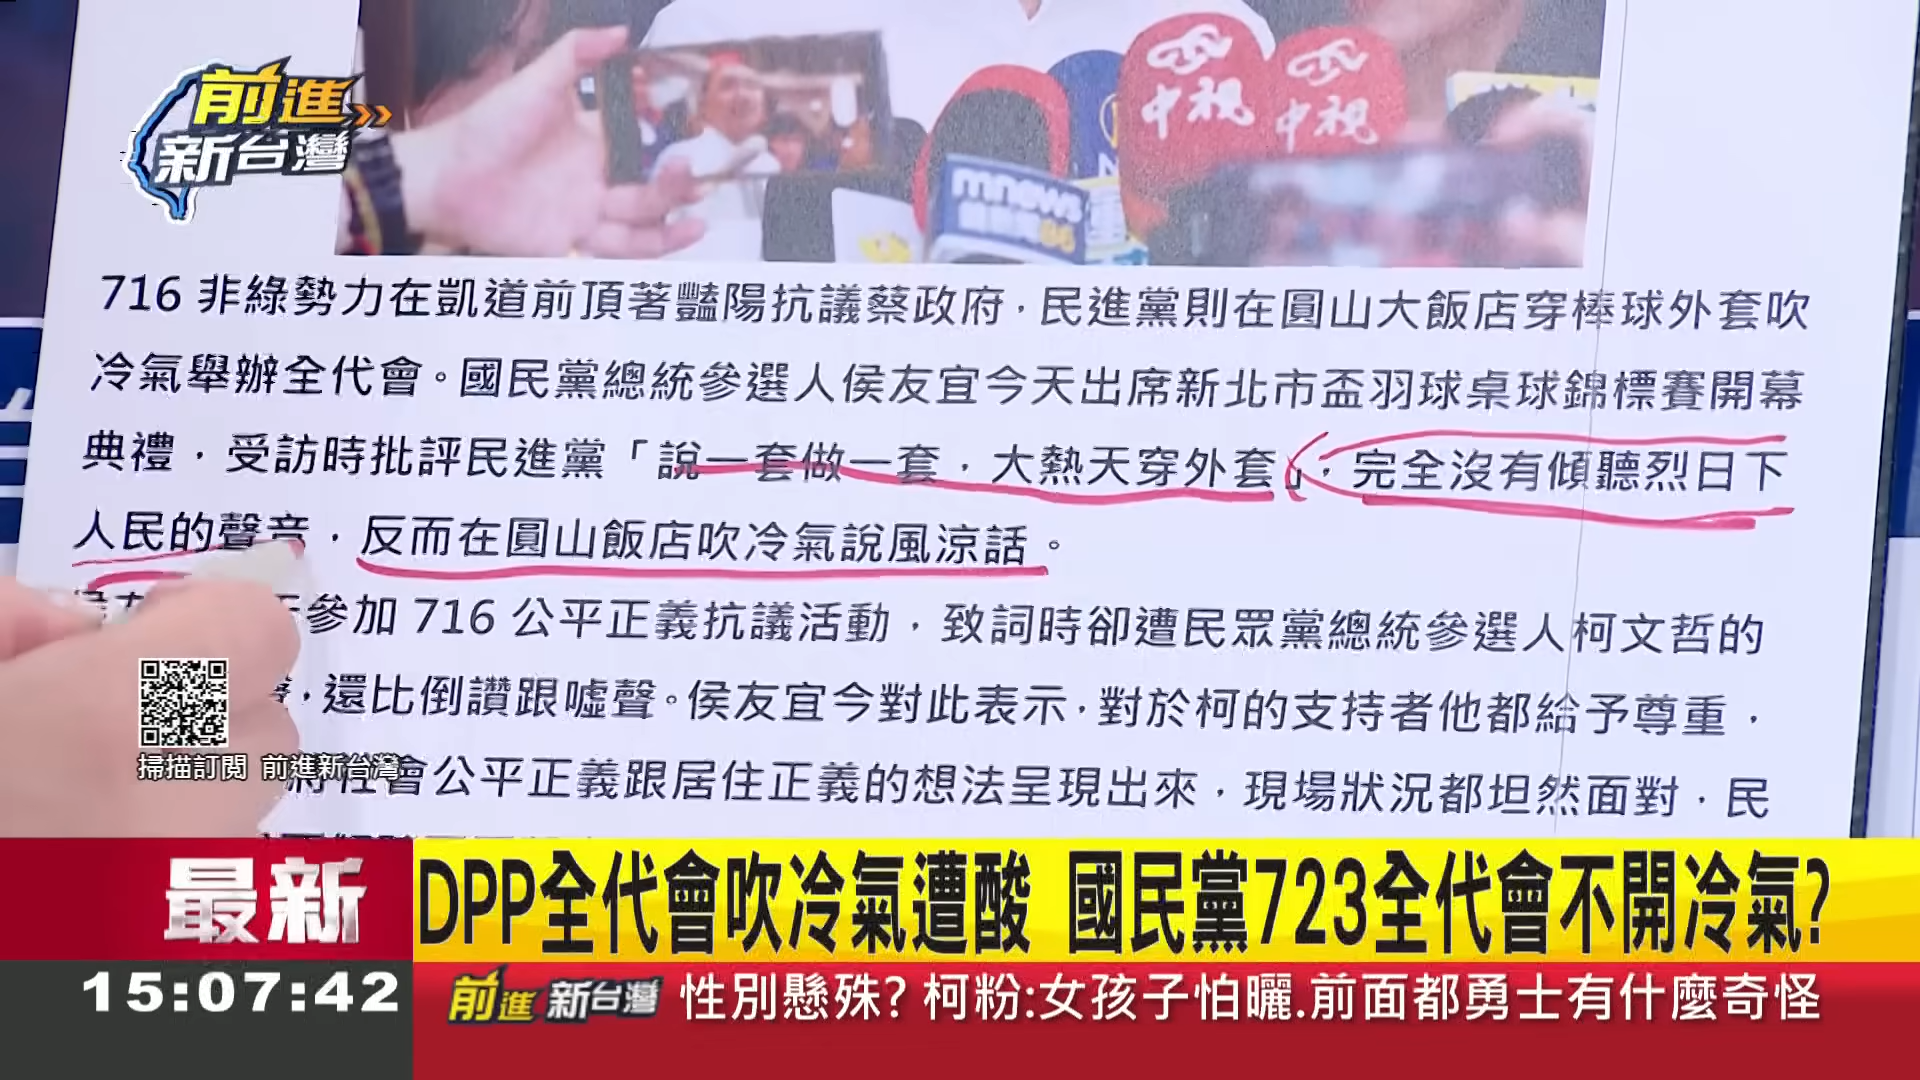 前進
新台灣
中視
中視
mnews
716 非綠勢力在凱道前頂著豔陽抗議蔡政府，民進黨則在圓山大飯店穿棒球外套吹
冷氣舉辦全代會。國民黨總統參選人侯友宜今天出席新北市盃羽球桌球錦標賽開幕
典禮，受訪時批評民進黨「說一套做一套，大熱天穿外套」，完全沒有傾聽烈日下
人民的聲音，反而在圓山飯店吹冷氣說風涼話。
參加 716 公平正義抗議活動，致詞時卻遭民眾黨總統參選人柯文哲的
，還比倒讚跟噓聲。侯友宜今對此表示，對於柯的支持者他都給予尊重，
會公平正義跟居住正義的想法呈現出來，現場狀況都坦然面對，民
掃描訂閱 前進新台灣
最新
DPP全代會吹冷氣遭酸 國民黨723全代會不開冷氣?
15:07:42
前進新台灣 性別懸殊? 柯粉:女孩子怕曬.前面都勇士有什麼奇怪